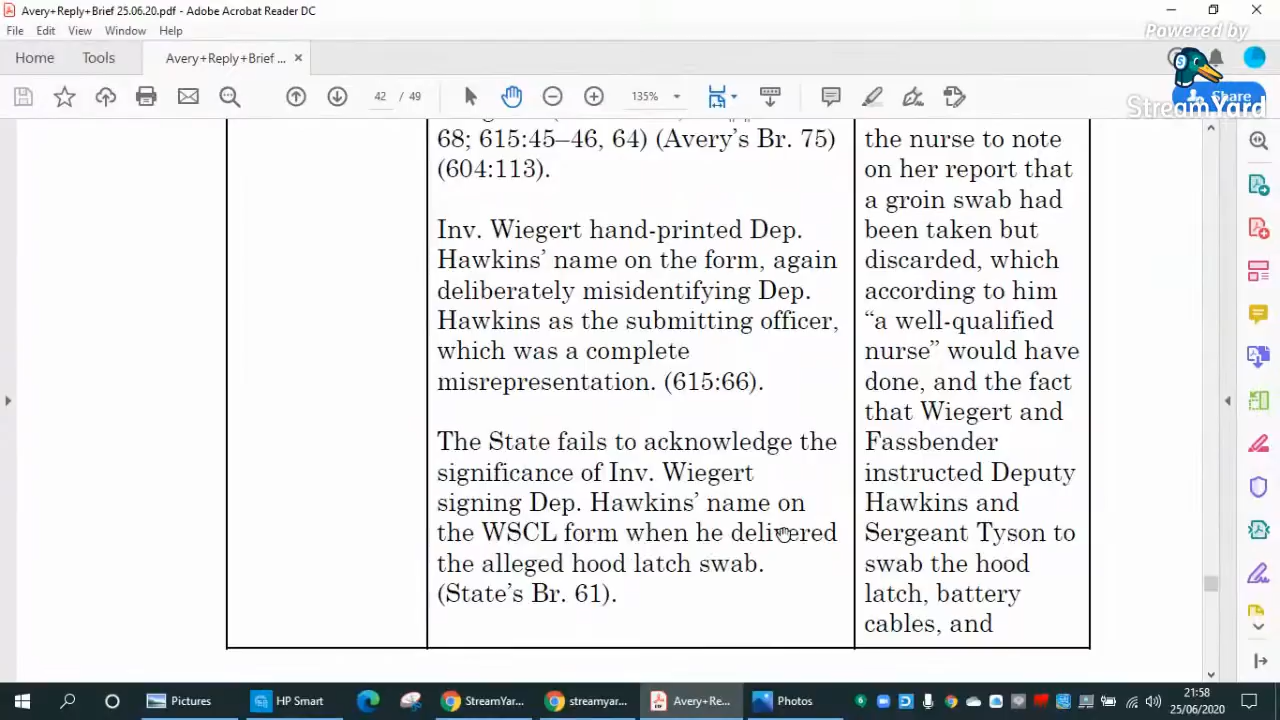 Avery+Reply+Brief 25.06.20.pdf - Adobe Acrobat Reader DC
File Edit View Window Help
Powered by
Home Tools Avery+Reply+Brief ... ×
42 / 49 135% Share
StreamYard
68; 615:45–46, 64) (Avery’s Br. 75)
(604:113).
Inv. Wiegert hand-printed Dep.
Hawkins’ name on the form, again
deliberately misidentifying Dep.
Hawkins as the submitting officer,
which was a complete
misrepresentation. (615:66).
The State fails to acknowledge the
significance of Inv. Wiegert
signing Dep. Hawkins’ name on
the WSCL form when he delivered
the alleged hood latch swab.
(State’s Br. 61).
the nurse to note
on her report that
a groin swab had
been taken but
discarded, which
according to him
“a well-qualified
nurse” would have
done, and the fact
that Wiegert and
Fassbender
instructed Deputy
Hawkins and
Sergeant Tyson to
swab the hood
latch, battery
cables, and
Pictures HP Smart StreamYar... streamyar... Avery+Re... Photos
21:58
25/06/2020